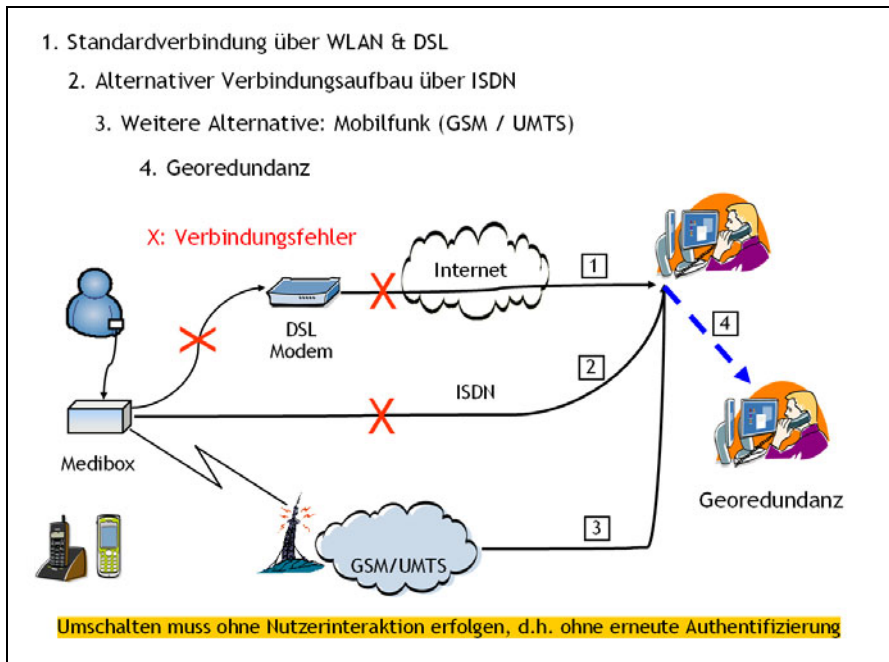 1. Standardverbindung über WLAN & DSL
2. Alternativer Verbindungsaufbau über ISDN
3. Weitere Alternative: Mobilfunk (GSM / UMTS)
4. Georedundanz
X: Verbindungsfehler
Internet
1
DSL
Modem
4
2
ISDN
Medibox
Georedundanz
3
GSM/UMTS
Umschalten muss ohne Nutzerinteraktion erfolgen, d.h. ohne erneute Authentifizierung